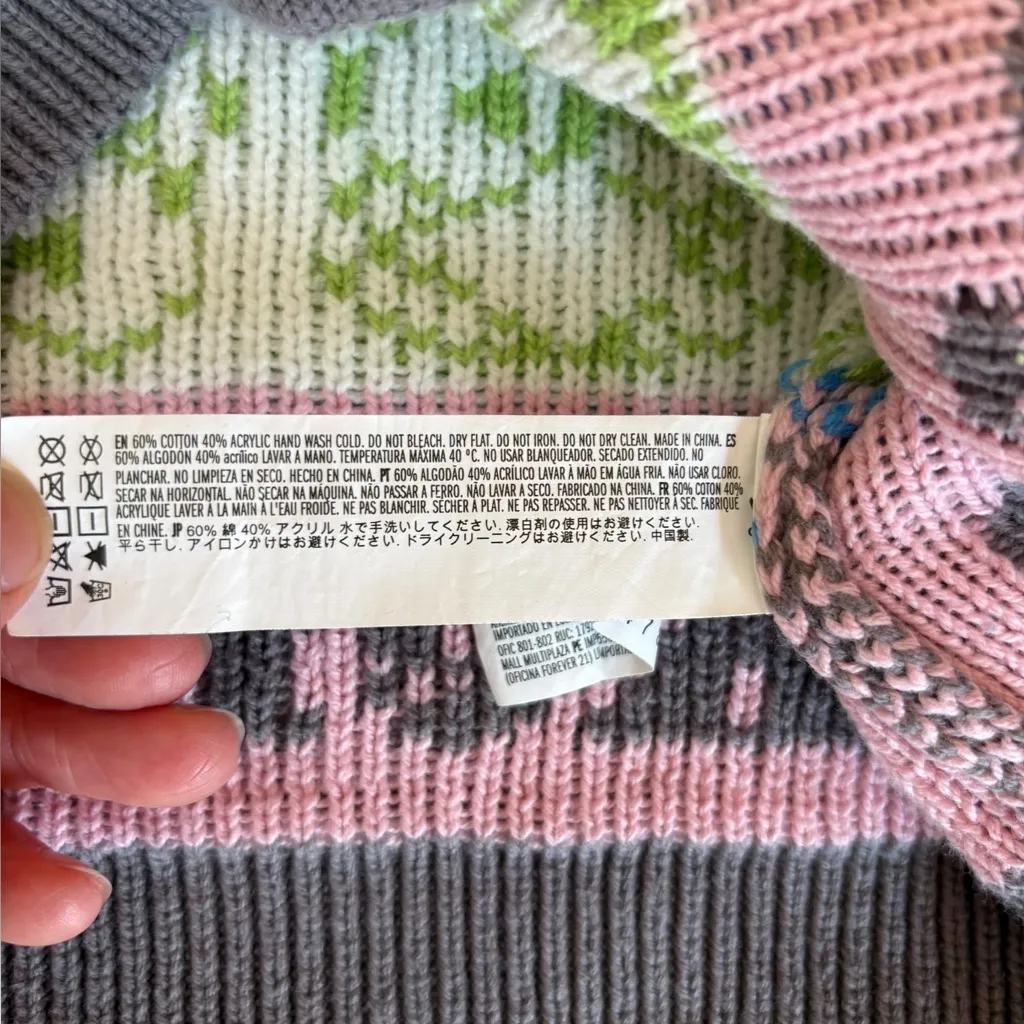 EN 60% COTTON 40% ACRYLIC HAND WASH COLD. DO NOT BLEACH. DRY FLAT. DO NOT IRON. DO NOT DRY CLEAN. MADE IN CHINA. ES
60% ALGODÓN 40% acrílico LAVAR A MANO. TEMPERATURA MÁXIMA 40 °C. NO USAR BLANQUEADOR. SECADO EXTENDIDO. NO
PLANCHAR. NO LIMPIEZA EN SECO. HECHO EN CHINA. PT 60% ALGODÃO 40% ACRÍLICO LAVAR À MÃO EM ÁGUA FRIA. NÃO USAR CLORO.
SECAR NA HORIZONTAL. NÃO SECAR NA MÁQUINA. NÃO PASSAR A FERRO. NÃO LAVAR A SECO. FABRICADO NA CHINA. FR 60% COTON 40%
ACRYLIQUE LAVER À LA MAIN À L'EAU FROIDE. NE PAS BLANCHIR. SÉCHER À PLAT. NE PAS REPASSER. NE PAS NETTOYER À SEC. FABRIQUÉ
EN CHINE. JP 60% 綿 40% アクリル 水で手洗いしてください. 漂白剤の使用はお避けください.
平ら干し. アイロンかけはお避けください. ドライクリーニングはお避けください. 中国製.
IMPORTADO EN
OFIC 801-802 RUC: 179
MALL MULTIPLAZA PE
(OFICINA FOREVER 21)